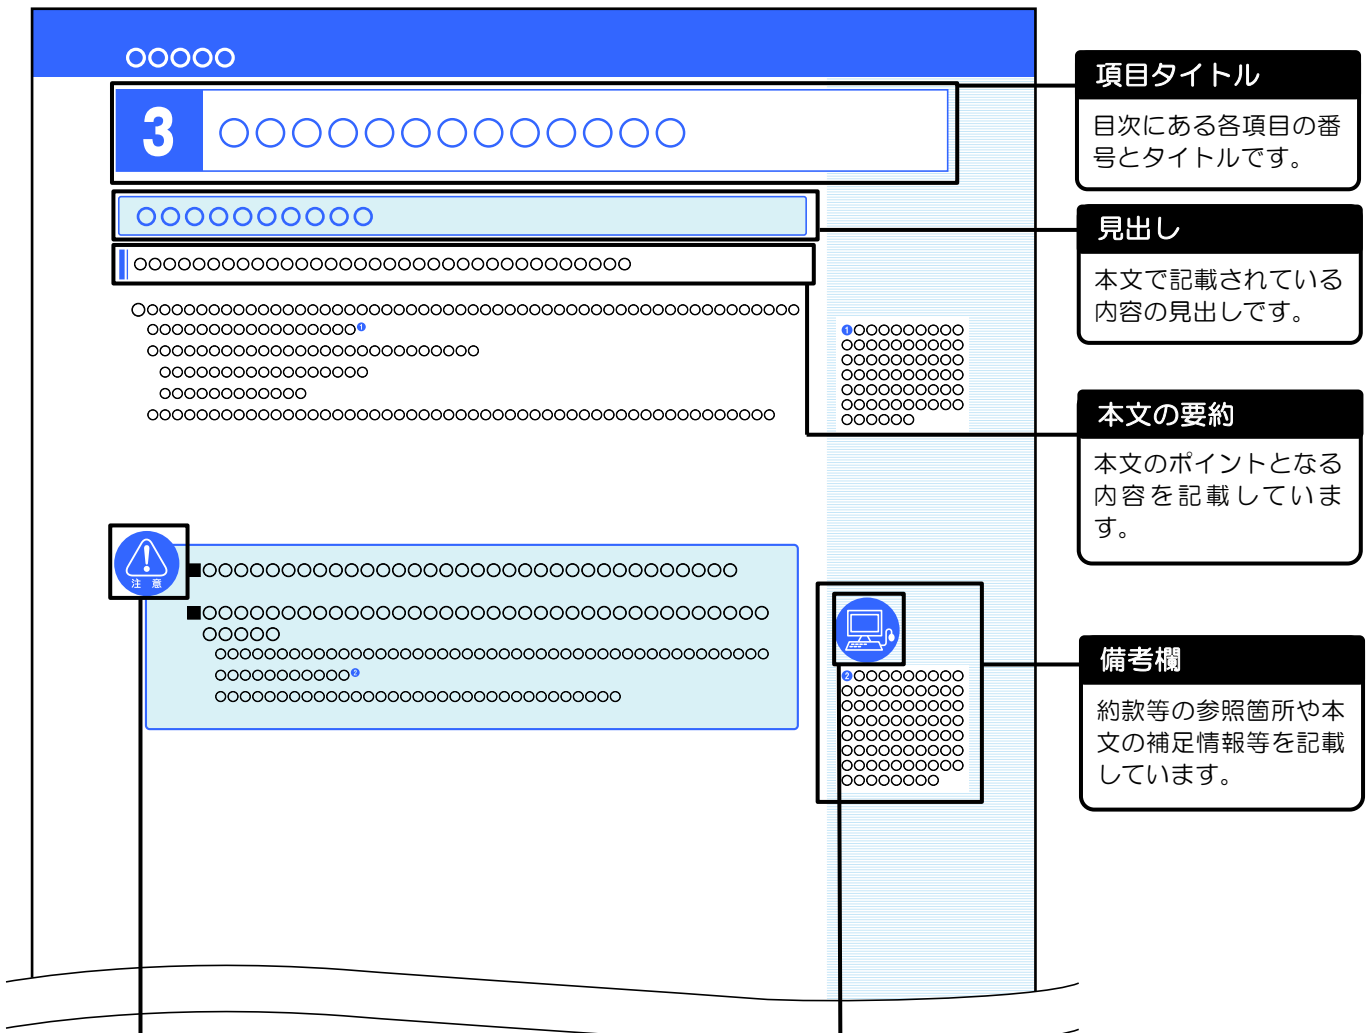 ○○○○○
3 ○○○○○○○○○○○○○
○○○○○○○○○○
○○○○○○○○○○○○○○○○○○○○○○○○○○○○○○○○○○
項目タイトル
目次にある各項目の番
号とタイトルです。
見出し
本文で記載されている
内容の見出しです。
本文の要約
本文のポイントとなる
内容を記載していま
す。
注 意
備考欄
約款等の参照箇所や本
文の補足情報等を記載
しています。